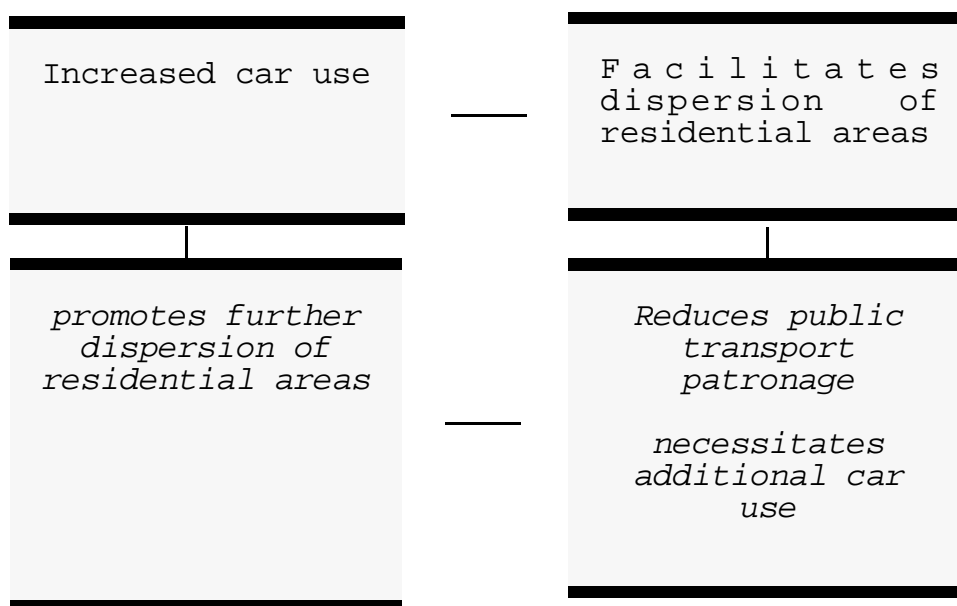 Increased car use
Facilitates
dispersion of
residential areas
promotes further
dispersion of
residential areas
Reduces public
transport
patronage
necessitates
additional car
use